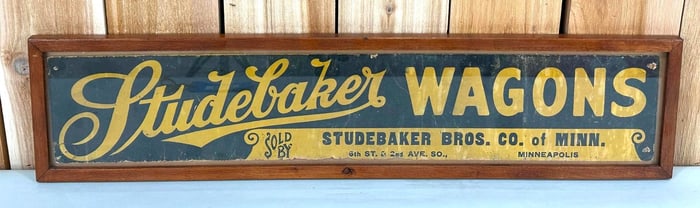 Studebaker WAGONS
SOLD BY STUDEBAKER BROS. CO. of MINN.
6th ST. & 2nd AVE. SO., MINNEAPOLIS